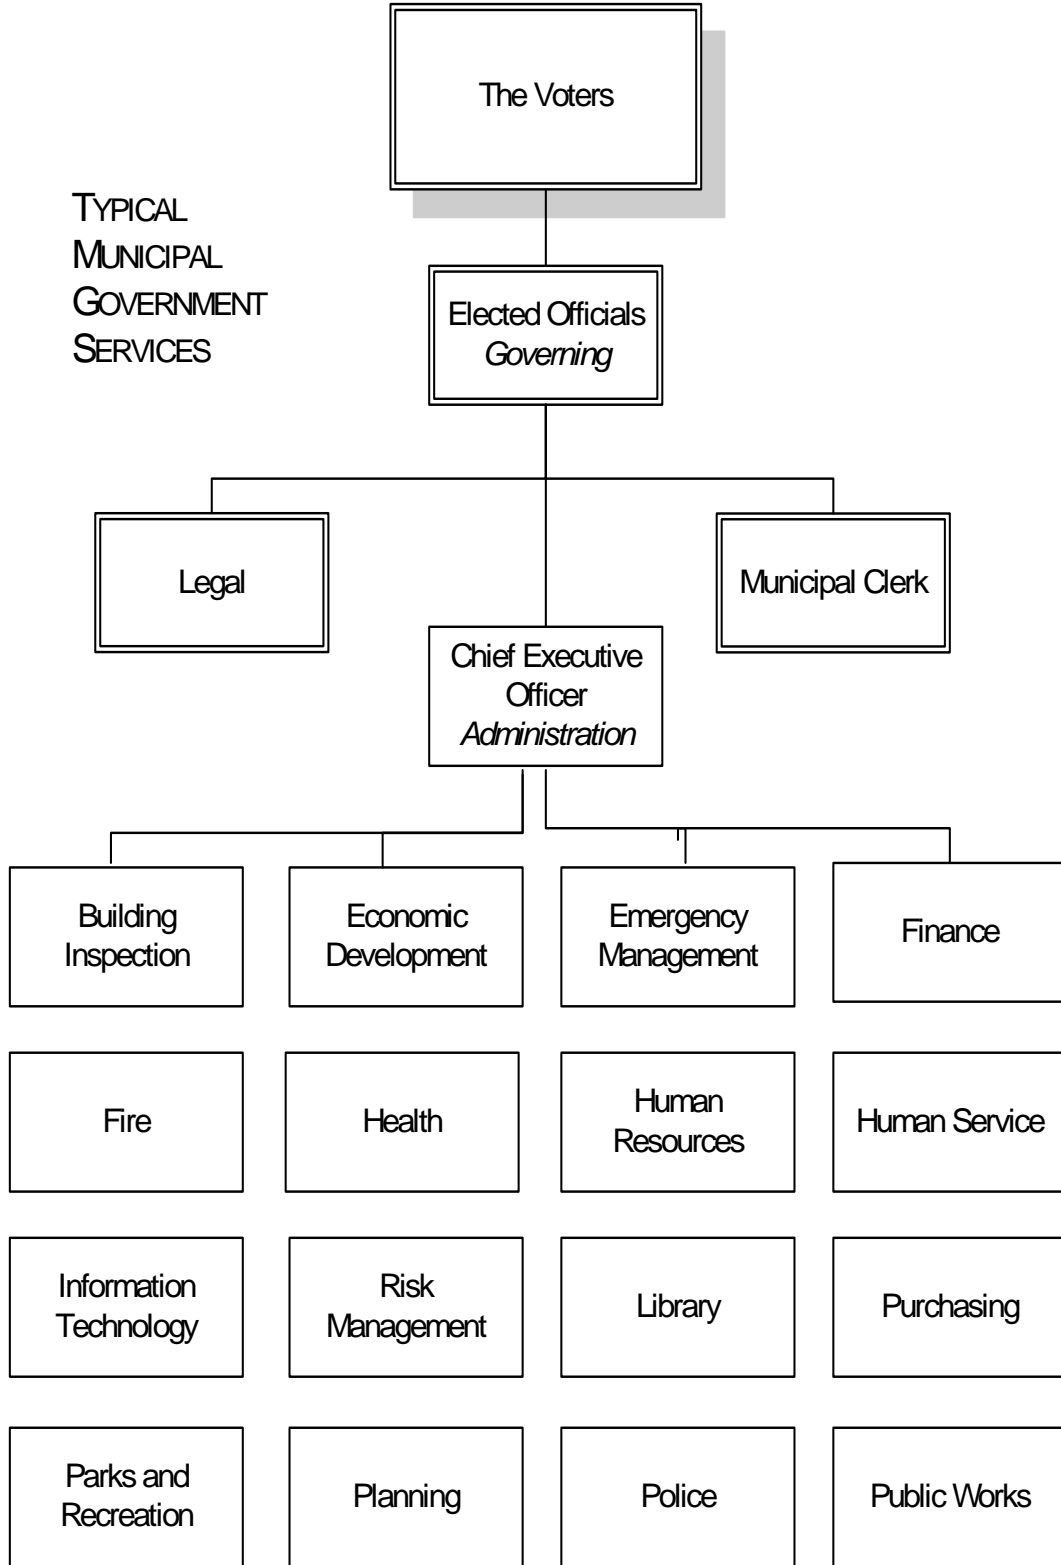 The Voters
TYPICAL
MUNICIPAL
GOVERNMENT
SERVICES
Elected Officials
Governing
Legal
Municipal Clerk
Chief Executive
Officer
Administration
Building
Inspection
Economic
Development
Emergency
Management
Finance
Fire
Health
Human
Resources
Human Service
Information
Technology
Risk
Management
Library
Purchasing
Parks and
Recreation
Planning
Police
Public Works